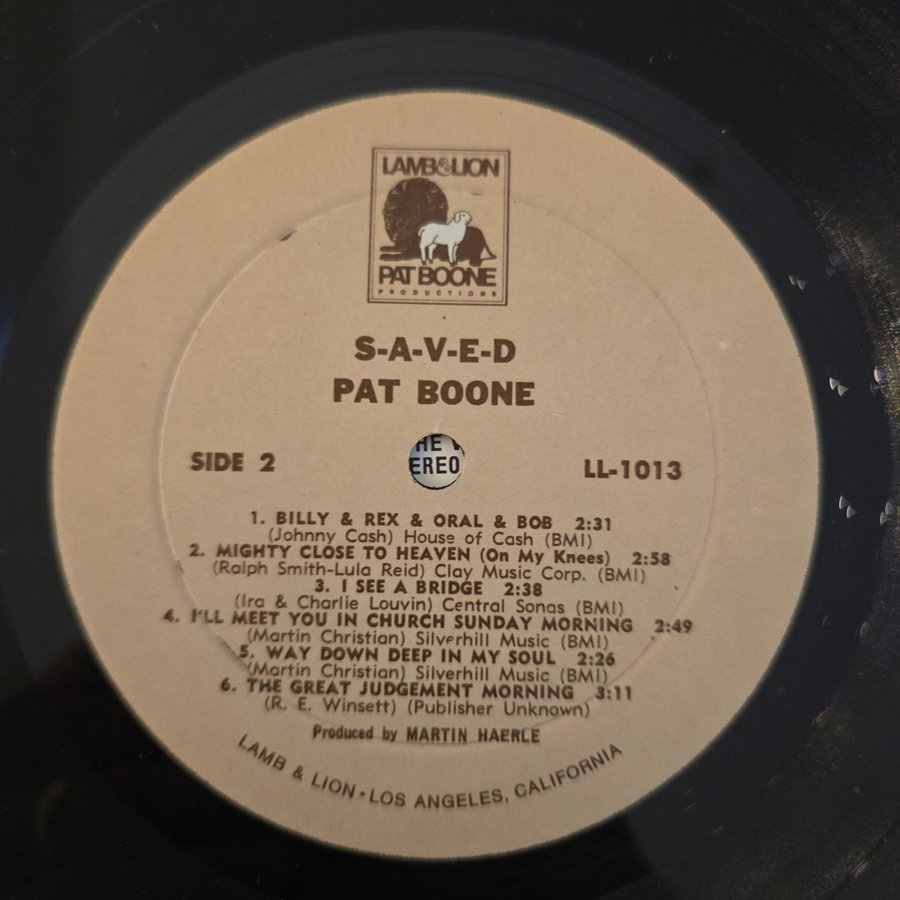 LAMB & LION
PAT BOONE
PRODUCTIONS
S-A-V-E-D
PAT BOONE
HE
EREO
SIDE 2
LL-1013
1. BILLY & REX & ORAL & BOB 2:31
(Johnny Cash) House of Cash (BMI)
2. MIGHTY CLOSE TO HEAVEN (On My Knees) 2:58
(Ralph Smith-Lula Reid) Clay Music Corp. (BMI)
3. I SEE A BRIDGE 2:38
(Ira & Charlie Louvin) Central Songs (BMI)
4. I'LL MEET YOU IN CHURCH SUNDAY MORNING 2:49
(Martin Christian) Silverhill Music (BMI)
5. WAY DOWN DEEP IN MY SOUL 2:26
(Martin Christian) Silverhill Music (BMI)
6. THE GREAT JUDGEMENT MORNING 3:11
(R. E. Winsett) (Publisher Unknown)
Produced by MARTIN HAERLE
LAMB & LION • LOS ANGELES, CALIFORNIA